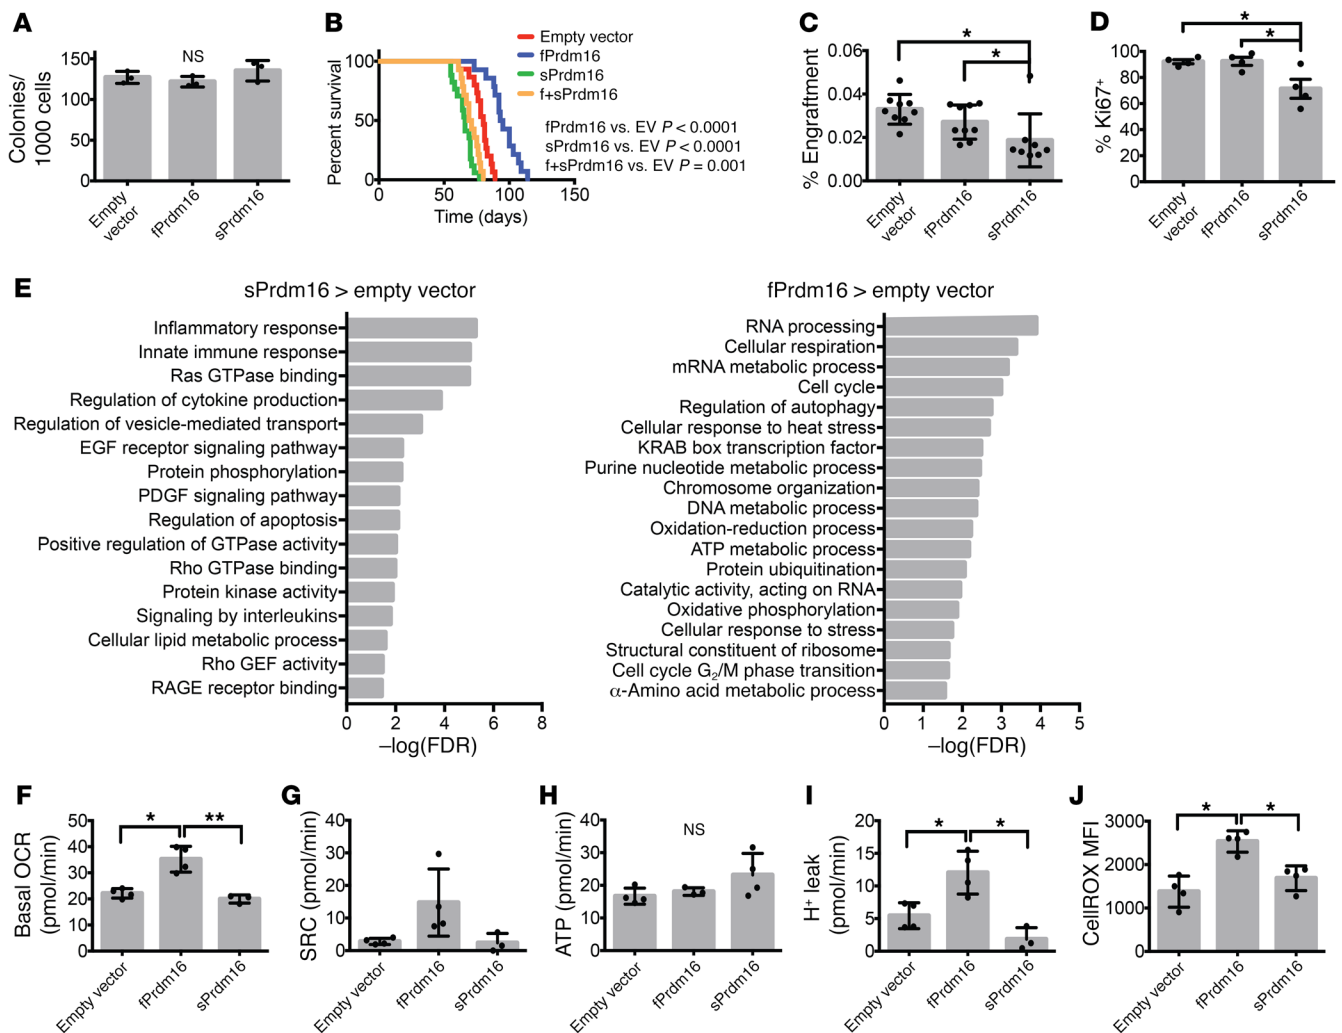 A
Colonies/
1000 cells
150
100
50
0
NS
Empty
vector
fPrdm16
sPrdm16
B
Percent survival
100
50
0
0
50
100
150
Time (days)
Empty vector
fPrdm16
sPrdm16
f+sPrdm16
fPrdm16 vs. EV P < 0.0001
sPrdm16 vs. EV P < 0.0001
f+sPrdm16 vs. EV P = 0.001
C
% Engraftment
0.06
0.04
0.02
0.00
*
*
Empty
vector
fPrdm16
sPrdm16
D
% Ki67+
100
80
60
40
20
0
*
*
Empty
vector
fPrdm16
sPrdm16
E
sPrdm16 > empty vector
Inflammatory response
Innate immune response
Ras GTPase binding
Regulation of cytokine production
Regulation of vesicle-mediated transport
EGF receptor signaling pathway
Protein phosphorylation
PDGF signaling pathway
Regulation of apoptosis
Positive regulation of GTPase activity
Rho GTPase binding
Protein kinase activity
Signaling by interleukins
Cellular lipid metabolic process
Rho GEF activity
RAGE receptor binding
0 2 4 6 8
–log(FDR)
fPrdm16 > empty vector
RNA processing
Cellular respiration
mRNA metabolic process
Cell cycle
Regulation of autophagy
Cellular response to heat stress
KRAB box transcription factor
Purine nucleotide metabolic process
Chromosome organization
DNA metabolic process
Oxidation-reduction process
ATP metabolic process
Protein ubiquitination
Catalytic activity, acting on RNA
Oxidative phosphorylation
Cellular response to stress
Structural constituent of ribosome
Cell cycle G₂/M phase transition
α-Amino acid metabolic process
0 1 2 3 4 5
–log(FDR)
F
Basal OCR
(pmol/min)
50
40
30
20
10
0
*
**
Empty vector
fPrdm16
sPrdm16
G
SRC (pmol/min)
40
30
20
10
0
Empty vector
fPrdm16
sPrdm16
H
ATP (pmol/min)
40
30
20
10
0
NS
Empty vector
fPrdm16
sPrdm16
I
H+ leak
(pmol/min)
20
15
10
5
0
*
*
Empty vector
fPrdm16
sPrdm16
J
CellROX MFI
3000
2000
1000
0
*
*
Empty vector
fPrdm16
sPrdm16